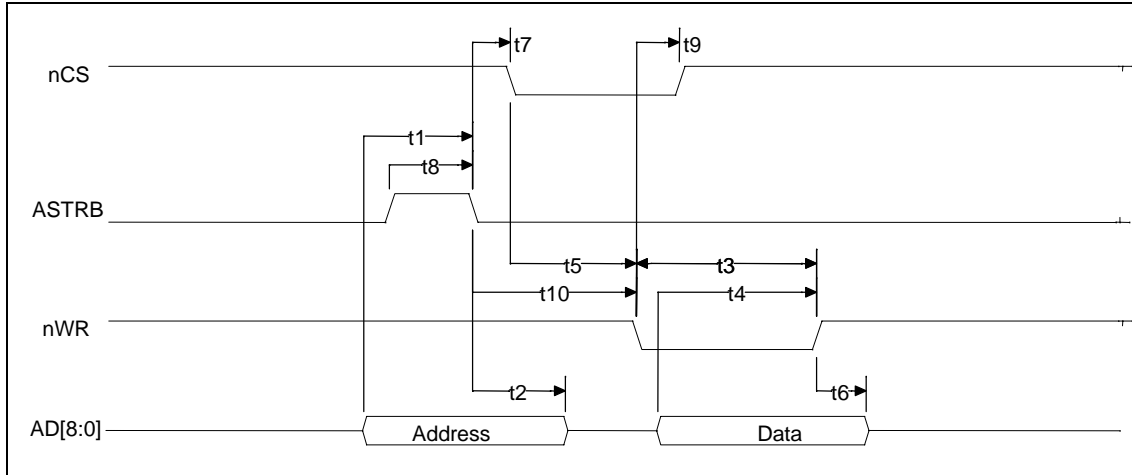 t7
t9
nCS
t1
t8
ASTRB
t5
t3
t10
t4
nWR
t2
t6
AD[8:0]
Address
Data